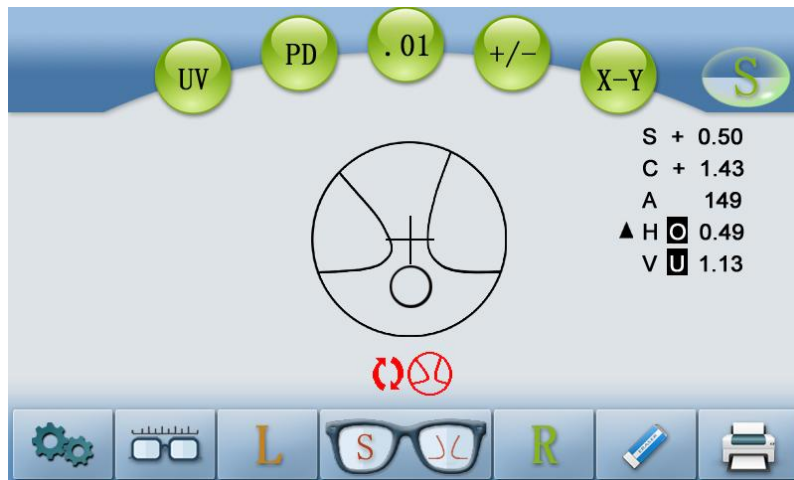 UV
PD
.01
+/-
X-Y
S
S + 0.50
C + 1.43
A 149
▲ H O 0.49
V U 1.13
L
S
R